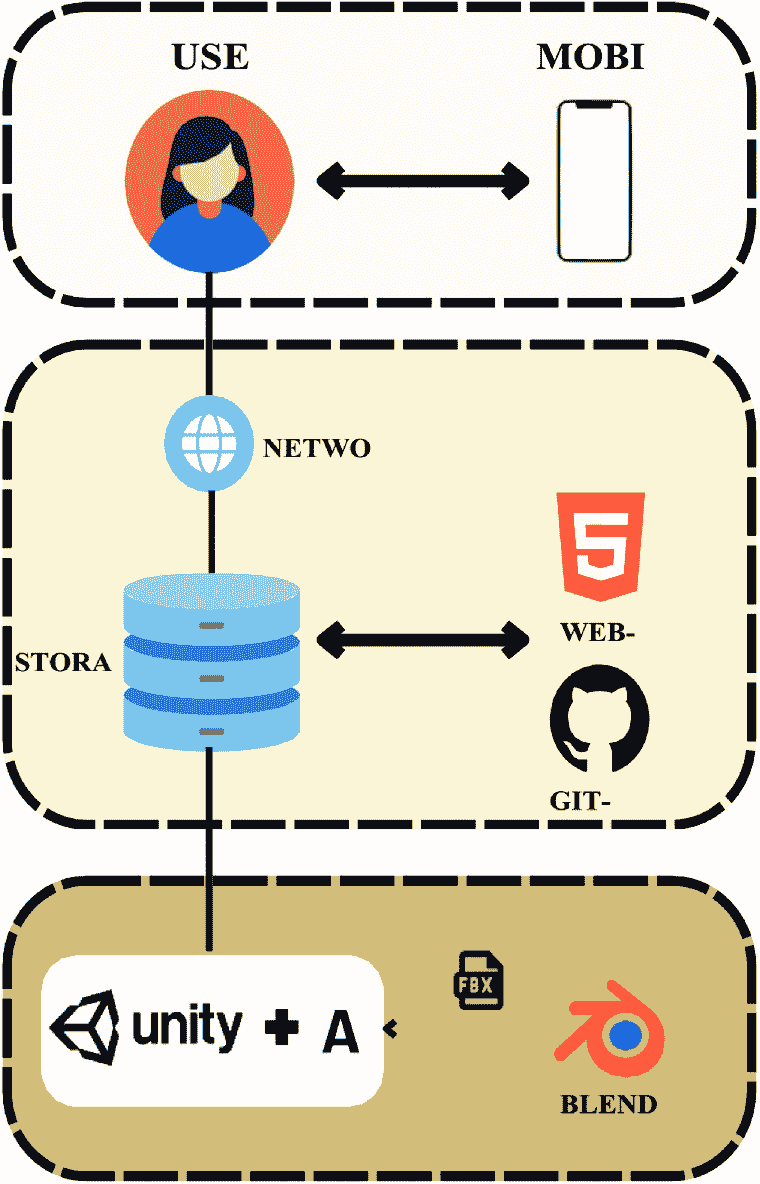 USE
MOBI
NETWO
WEB-
STORA
GIT-
FBX
unity + A
BLEND